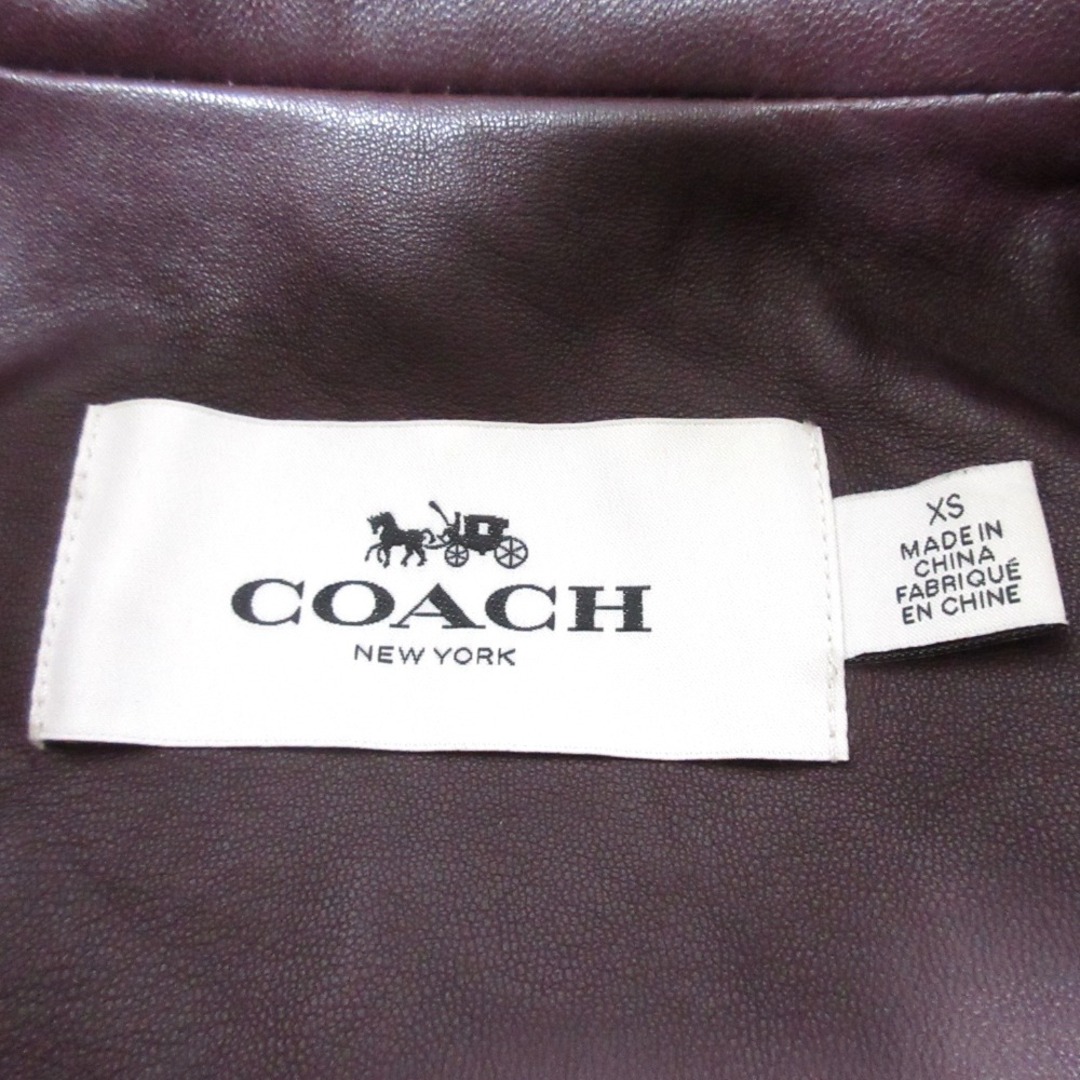 COACH
NEW YORK
XS
MADE IN
CHINA
FABRIQUÉ
EN CHINE